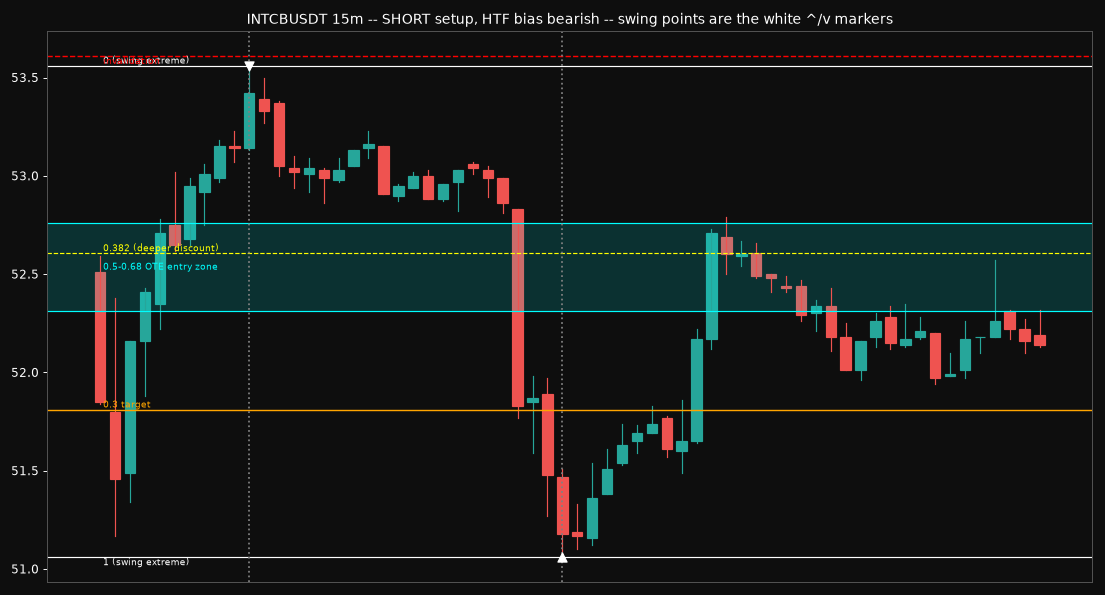 INTCBUSDT 15m -- SHORT setup, HTF bias bearish -- swing points are the white ^/v markers
0 (swing extreme)
53.5
53.0
0.382 (deeper discount)
0.5-0.68 OTE entry zone
52.5
52.0
0.3 target
51.5
1 (swing extreme)
51.0